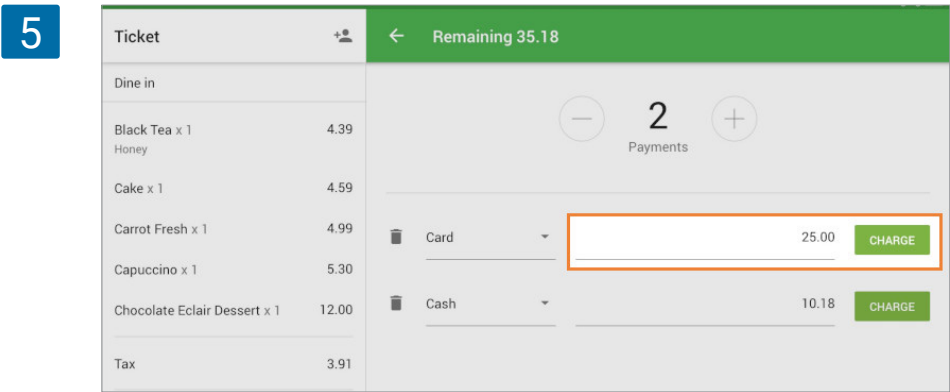 5
Ticket
Remaining 35.18
Dine in
Black Tea x 1 4.39
Honey
Cake x 1 4.59
Carrot Fresh x 1 4.99
Capuccino x 1 5.30
Chocolate Eclair Dessert x 1 12.00
Tax 3.91
2
Payments
Card 25.00 CHARGE
Cash 10.18 CHARGE